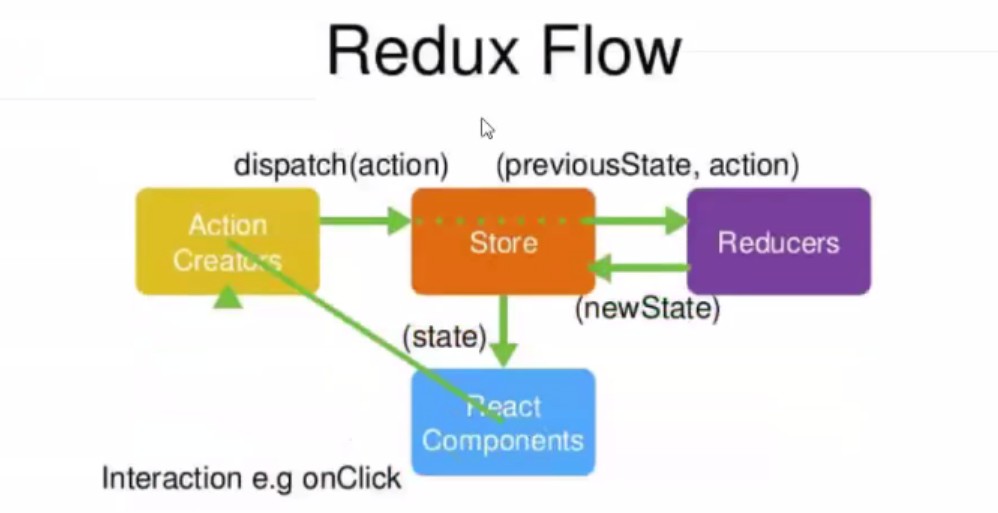 Redux Flow
dispatch(action)
(previousState, action)
Action
Creators
Store
Reducers
(newState)
(state)
React
Components
Interaction e.g onClick